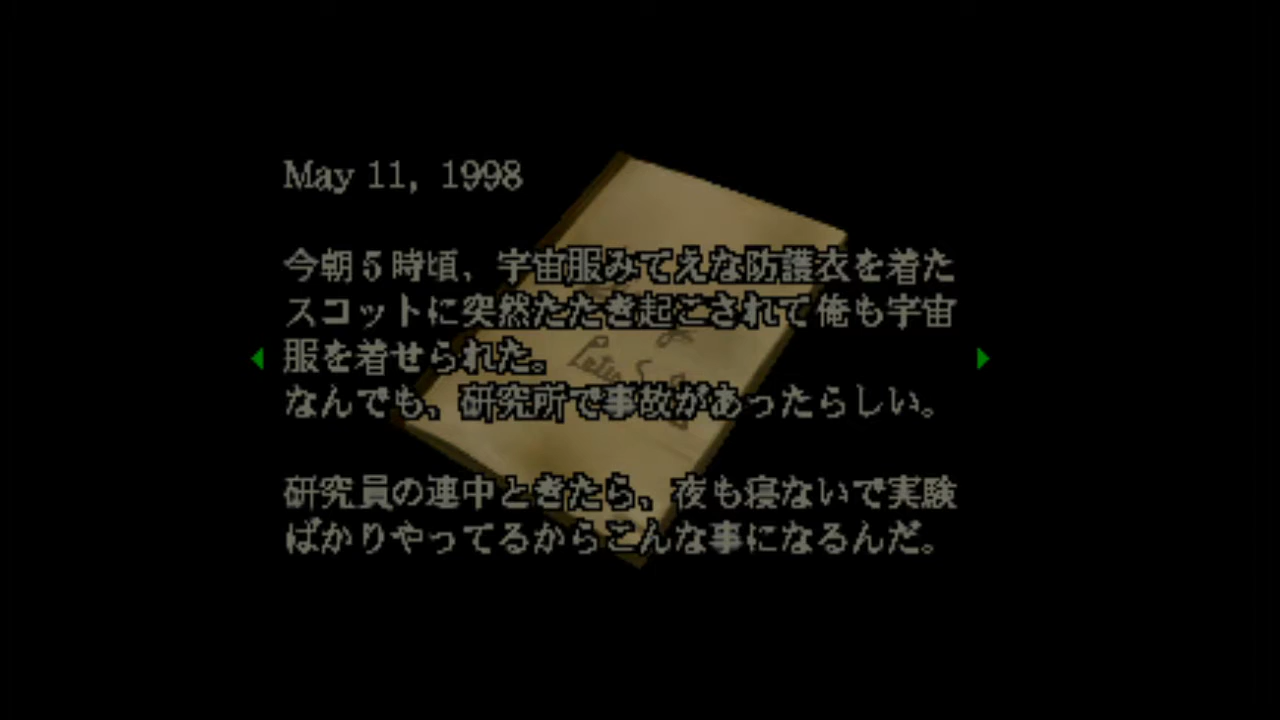 May 11, 1998
今朝5時頃、宇宙服みてえな防護衣を着た
スコットに突然たたき起こされて俺も宇宙
服を着せられた。
なんでも、研究所で事故があったらしい。
研究員の連中ときたら、夜も寝ないで実験
ばかりやってるからこんな事になるんだ。